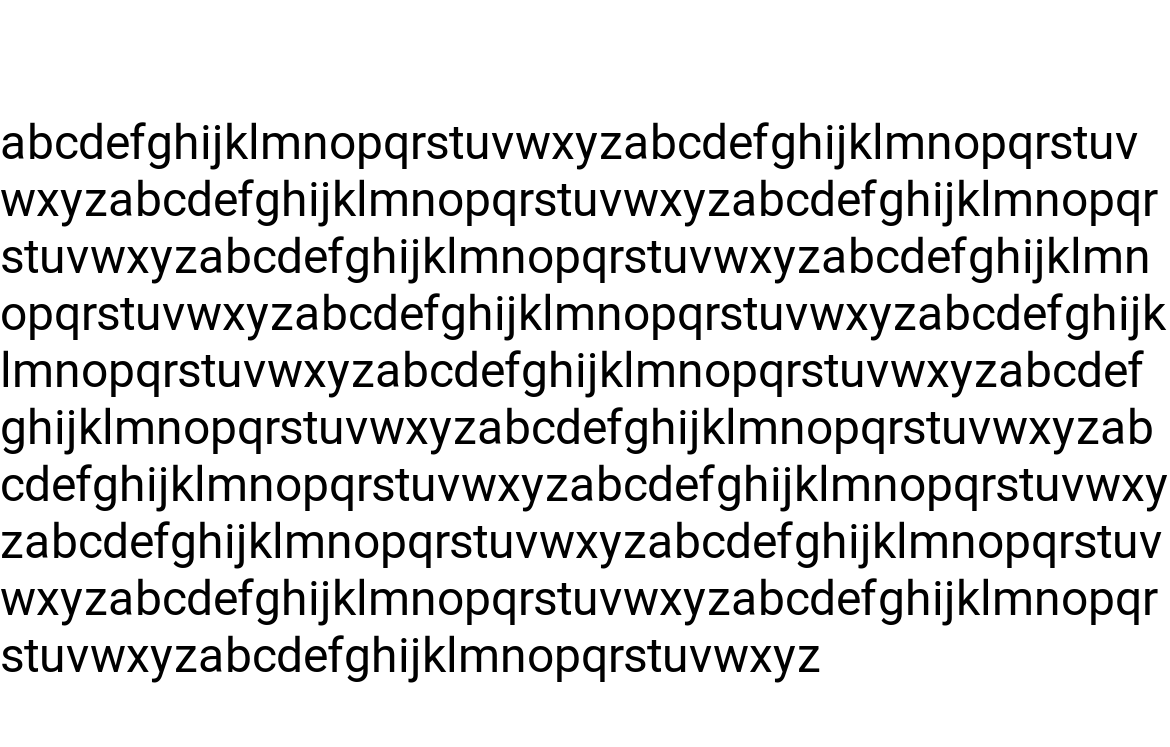 abcdefghijklmnopqrstuvwxyzabcdefghijklmnopqrstuv
wxyzabcdefghijklmnopqrstuvwxyzabcdefghijklmnopqr
stuvwxyzabcdefghijklmnopqrstuvwxyzabcdefghijklmn
opqrstuvwxyzabcdefghijklmnopqrstuvwxyzabcdefghijk
lmnopqrstuvwxyzabcdefghijklmnopqrstuvwxyzabcdef
ghijklmnopqrstuvwxyzabcdefghijklmnopqrstuvwxyzab
cdefghijklmnopqrstuvwxyzabcdefghijklmnopqrstuvwxy
zabcdefghijklmnopqrstuvwxyzabcdefghijklmnopqrstuv
wxyzabcdefghijklmnopqrstuvwxyzabcdefghijklmnopqr
stuvwxyzabcdefghijklmnopqrstuvwxyz